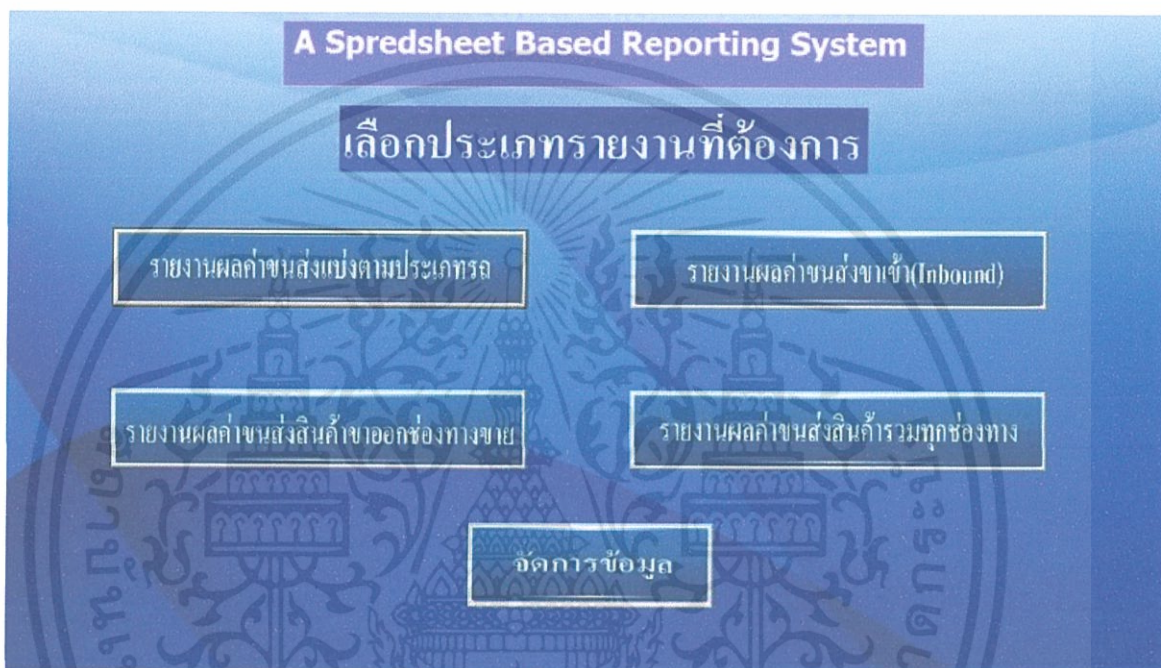 A Spredsheet Based Reporting System
เลือกประเภทรายงานที่ต้องการ
รายงานผลค่าขนส่งแบ่งตามประเภทรถ
รายงานผลค่าขนส่งขาเข้า(Inbound)
รายงานผลค่าขนส่งสินค้าขาออกช่องทางขาย
รายงานผลค่าขนส่งสินค้ารวมทุกช่องทาง
จัดการข้อมูล